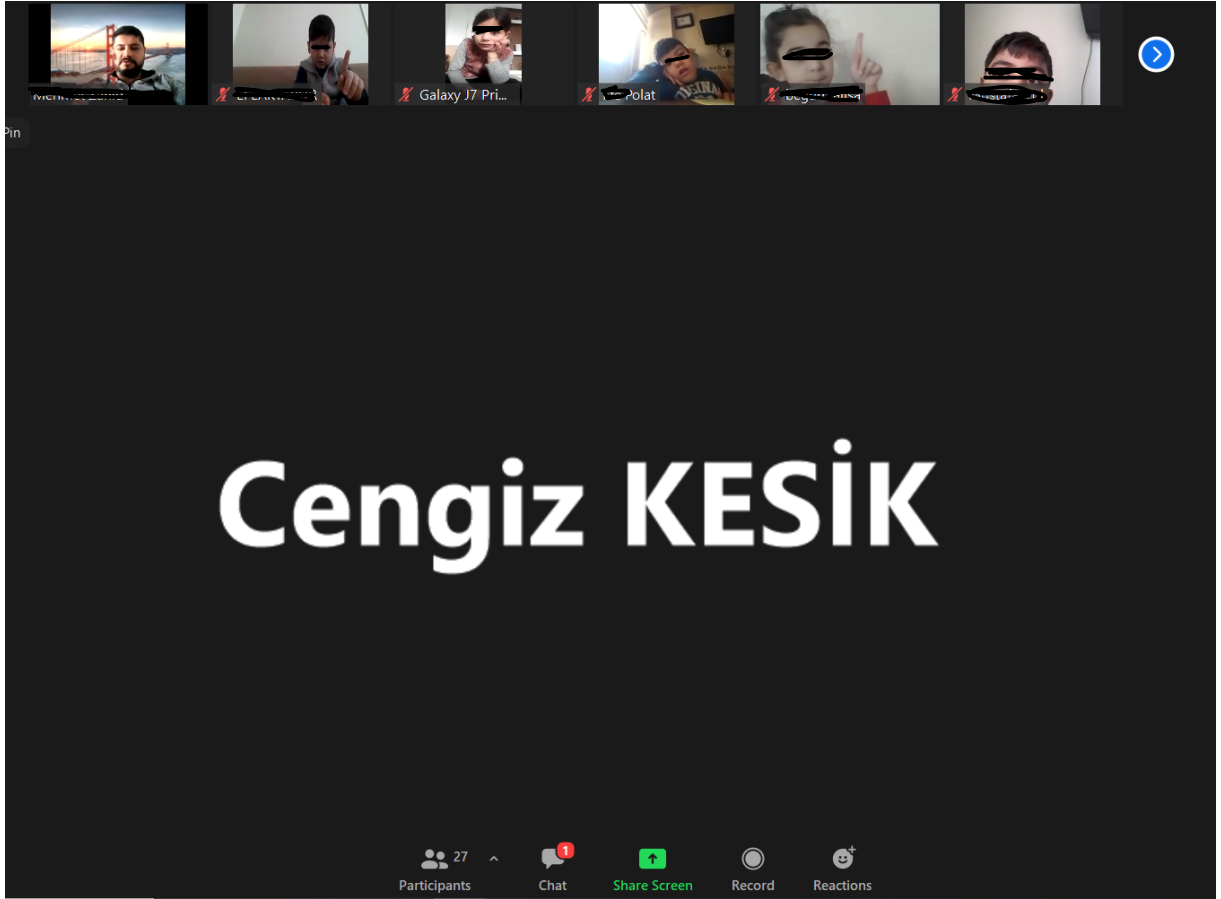 Galaxy J7 Pri...
Polat
Pin
Cengiz KESİK
27
1
Participants
Chat
Share Screen
Record
Reactions